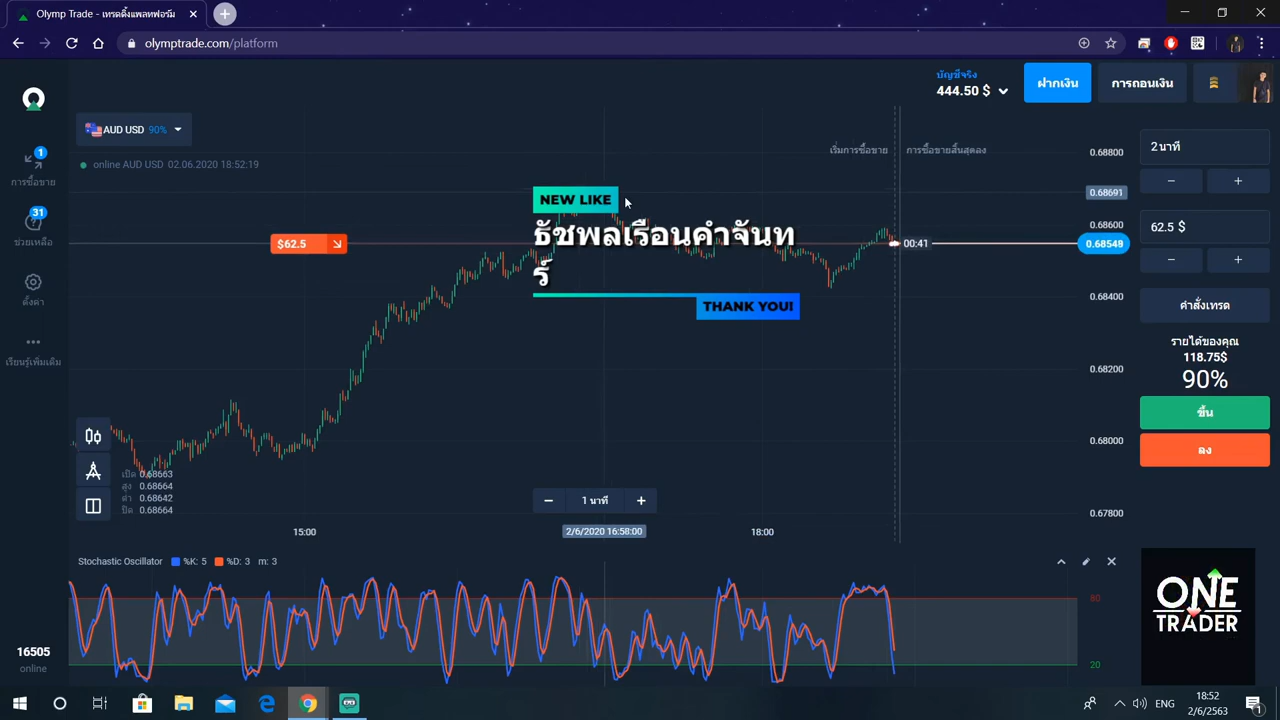 Olymp Trade - เทรดดิ้งแพลทฟอร์ม
olymptrade.com/platform
บัญชีจริง
444.50 $
ฝากเงิน
การถอนเงิน
AUD USD 90%
online AUD USD 02.06.2020 18:52:19
เริ่มการซื้อขาย
การซื้อขายสิ้นสุดลง
1
การซื้อขาย
31
ช่วยเหลือ
ตั้งค่า
เรียนรู้เพิ่มเติม
16505
online
NEW LIKE
ธัชพลเรือนคำจันท
ร์
THANK YOU!
$62.5
00:41
0.68800
0.68691
0.68600
0.68549
0.68400
0.68200
0.68000
0.67800
2 นาที
62.5 $
คำสั่งเทรด
รายได้ของคุณ
118.75$
90%
ขึ้น
ลง
เปิด 0.68663
สูง 0.68664
ต่ำ 0.68642
ปิด 0.68664
1 นาที
15:00
2/6/2020 16:58:00
18:00
Stochastic Oscillator %K: 5 %D: 3 m: 3
80
20
ONE
TRADER
ENG
18:52
2/6/2563
1